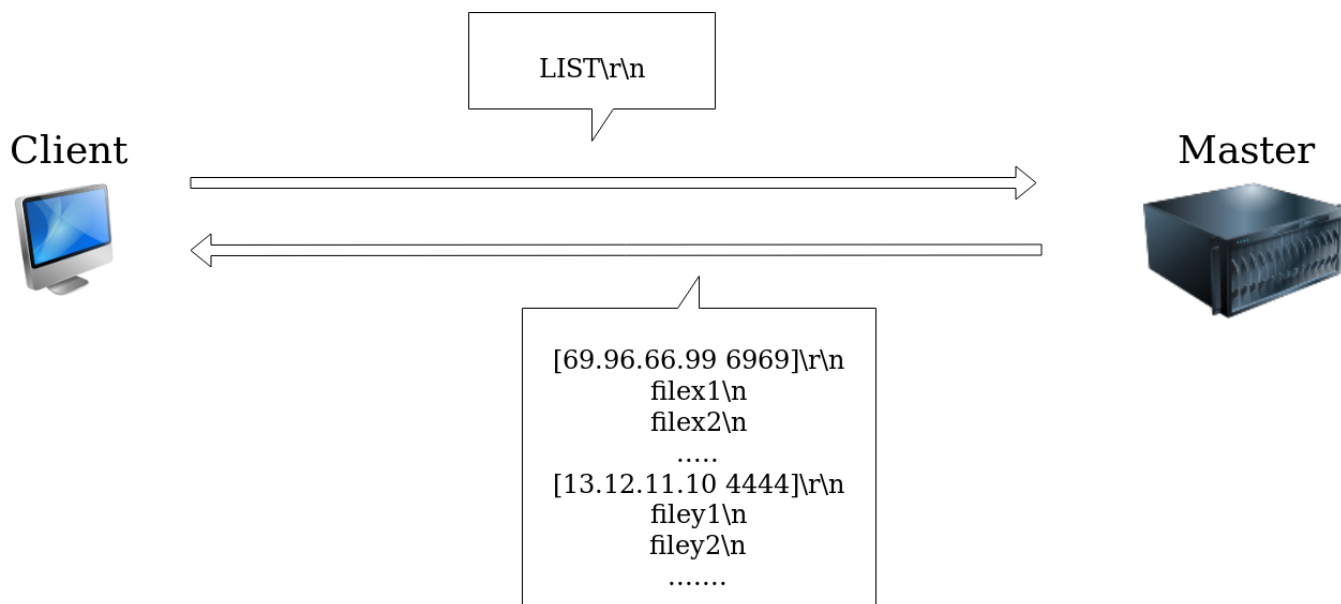 LIST\r\n
Client
Master
[69.96.66.99 6969]\r\n
filex1\n
filex2\n
.....
[13.12.11.10 4444]\r\n
filey1\n
filey2\n
.......